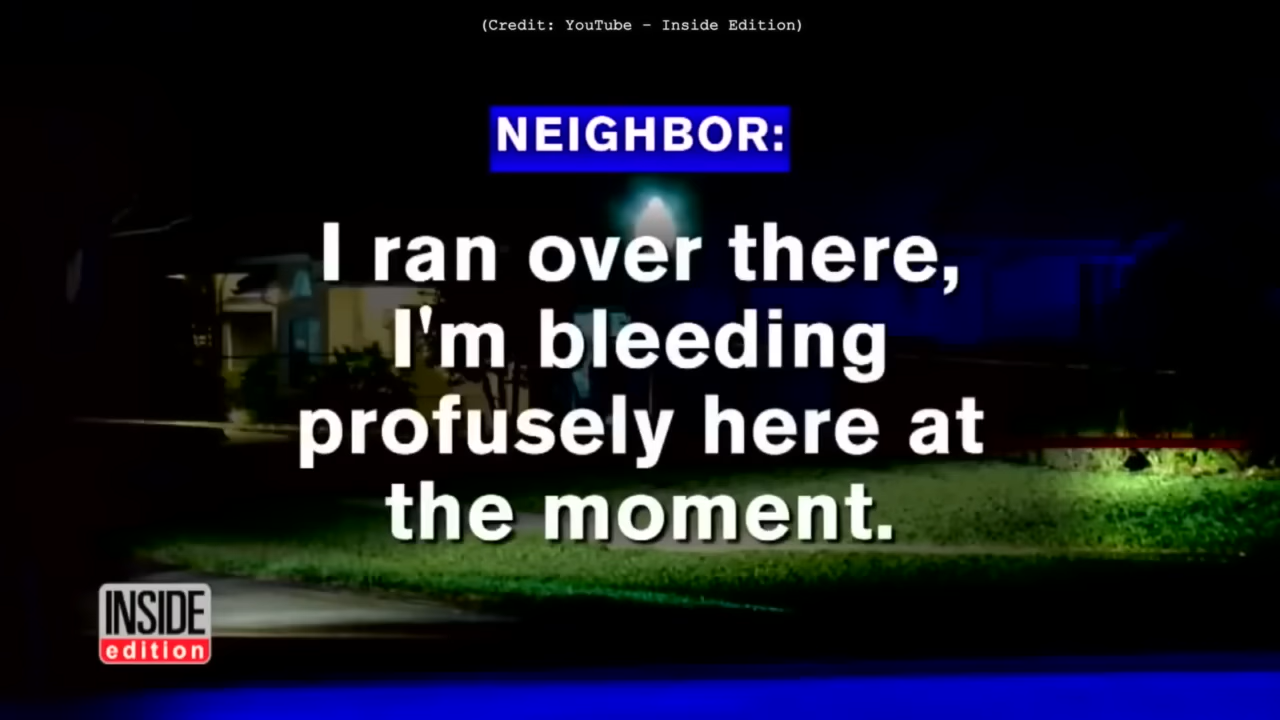 (Credit: YouTube - Inside Edition)
NEIGHBOR:
I ran over there,
I'm bleeding
profusely here at
the moment.
INSIDE
edition